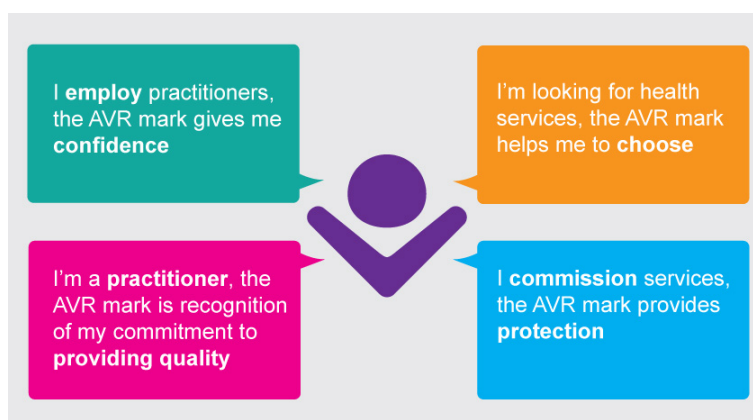 I employ practitioners,
the AVR mark gives me
confidence
I'm looking for health
services, the AVR mark
helps me to choose
I'm a practitioner, the
AVR mark is recognition
of my commitment to
providing quality
I commission services,
the AVR mark provides
protection